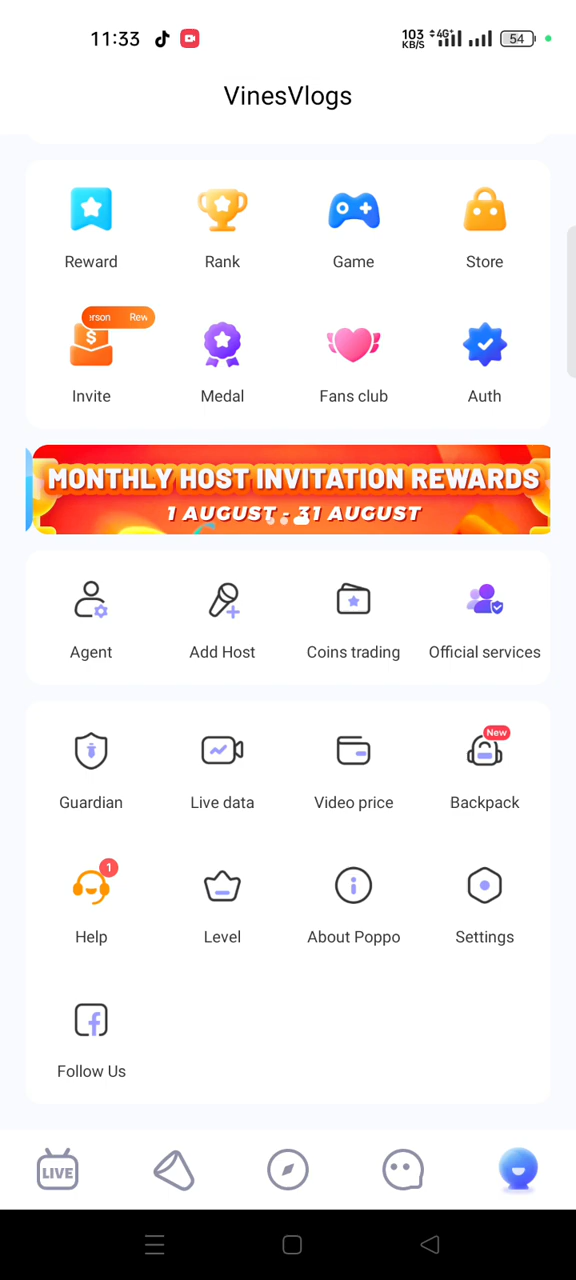 11:33
103 KB/S 4G+ 54
VinesVlogs
Reward Rank Game Store
erson Rew
Invite Medal Fans club Auth
MONTHLY HOST INVITATION REWARDS
1 AUGUST - 31 AUGUST
Agent Add Host Coins trading Official services
New
Guardian Live data Video price Backpack
1
Help Level About Poppo Settings
Follow Us
LIVE